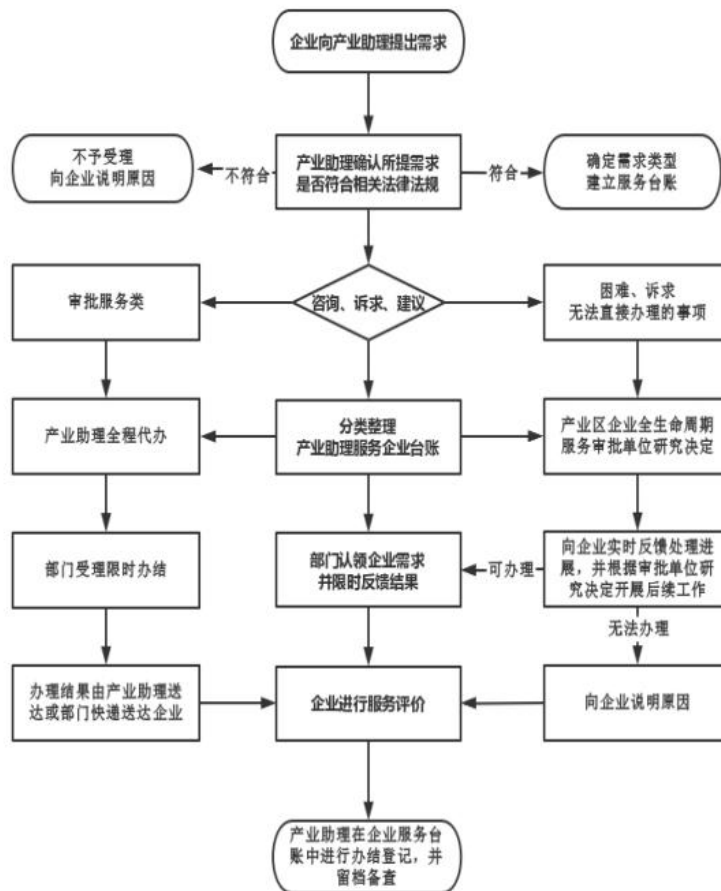 企业向产业助理提出需求
不予受理
向企业说明原因
不符合
产业助理确认所提需求
是否符合相关法律法规
符合
确定需求类型
建立服务台账
审批服务类
咨询、诉求、建议
困难、诉求
无法直接办理的事项
产业助理全程代办
分类整理
产业助理服务企业台账
产业区企业全生命周期
服务审批单位研究决定
部门受理限时办结
部门认领企业需求
并限时反馈结果
可办理
向企业实时反馈处理进
展，并根据审批单位研
究决定开展后续工作
无法办理
办理结果由产业助理送
达或部门快递送达企业
企业进行服务评价
向企业说明原因
产业助理在企业服务台
账中进行办结登记，并
留档备查